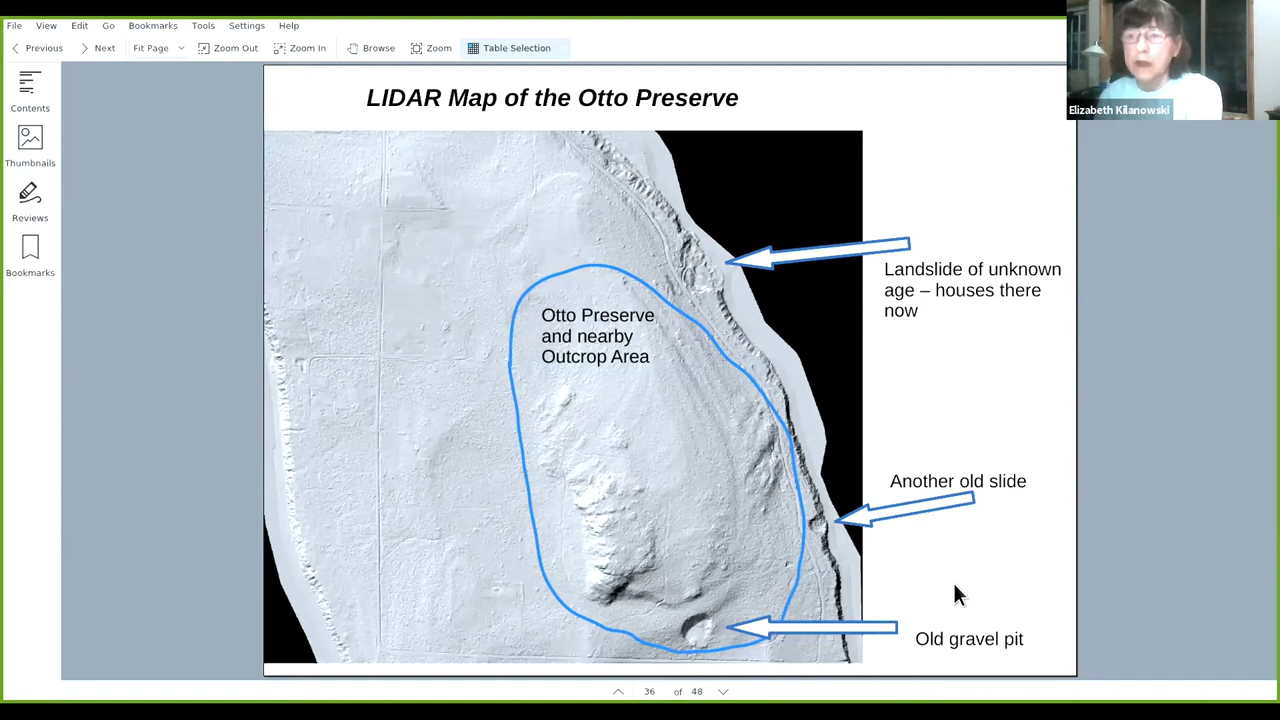 File View Edit Go Bookmarks Tools Settings Help
Previous Next Fit Page Zoom Out Zoom In Browse Zoom Table Selection
Elizabeth Kilanowski
Contents
Thumbnails
Reviews
Bookmarks
LIDAR Map of the Otto Preserve
Landslide of unknown
age – houses there
now
Otto Preserve
and nearby
Outcrop Area
Another old slide
Old gravel pit
36 of 48